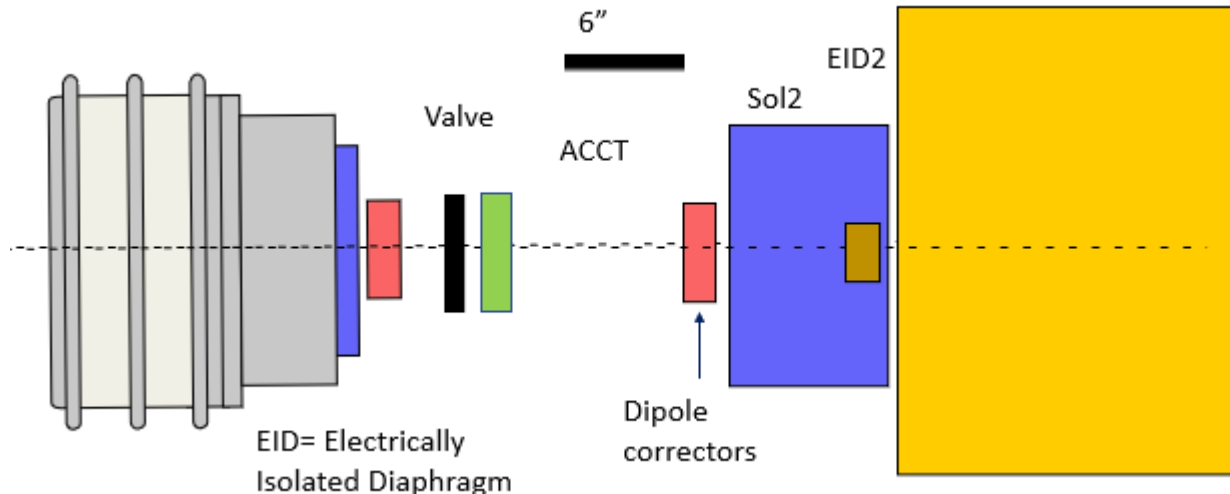 6”
EID2
Sol2
Valve
ACCT
Dipole
correctors
EID= Electrically
Isolated Diaphragm